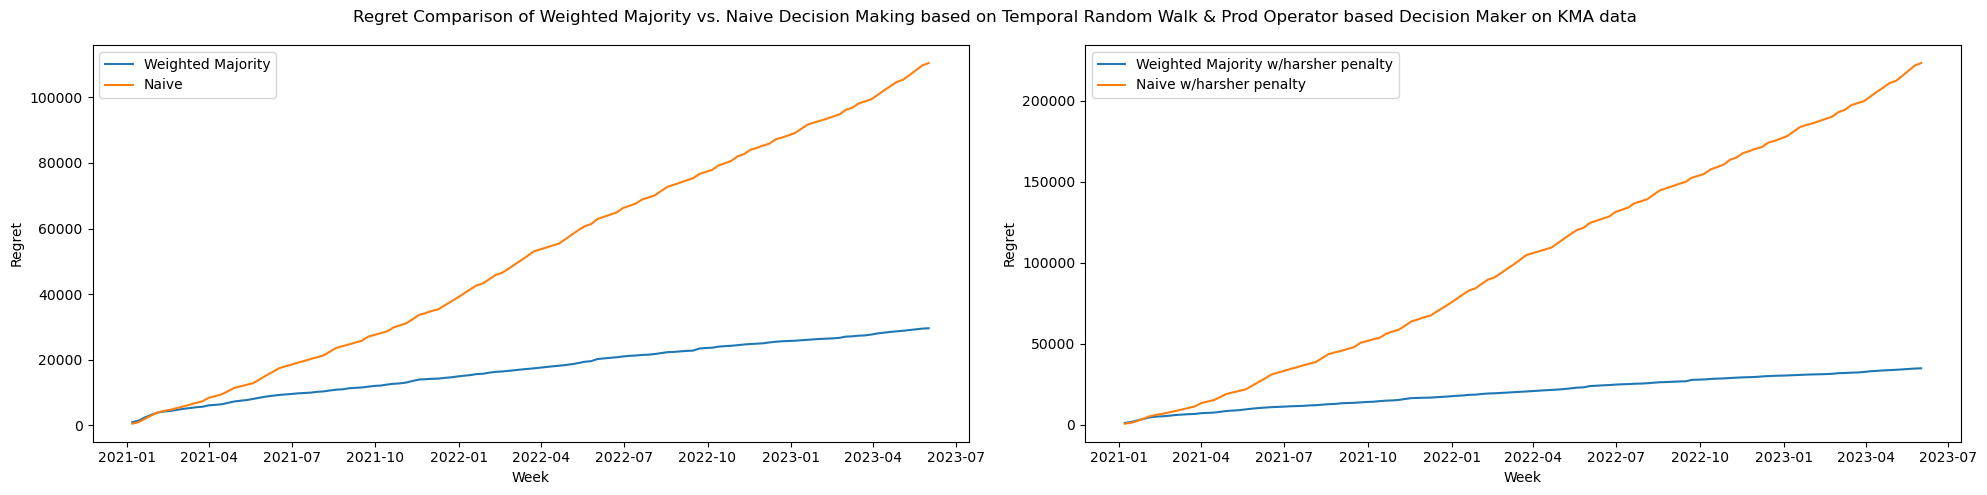 Regret Comparison of Weighted Majority vs. Naive Decision Making based on Temporal Random Walk & Prod Operator based Decision Maker on KMA data
Weighted Majority
Naive
100000
80000
60000
40000
20000
0
Regret
2021-01 2021-04 2021-07 2021-10 2022-01 2022-04 2022-07 2022-10 2023-01 2023-04 2023-07
Week
Weighted Majority w/harsher penalty
Naive w/harsher penalty
200000
150000
100000
50000
0
Regret
2021-01 2021-04 2021-07 2021-10 2022-01 2022-04 2022-07 2022-10 2023-01 2023-04 2023-07
Week